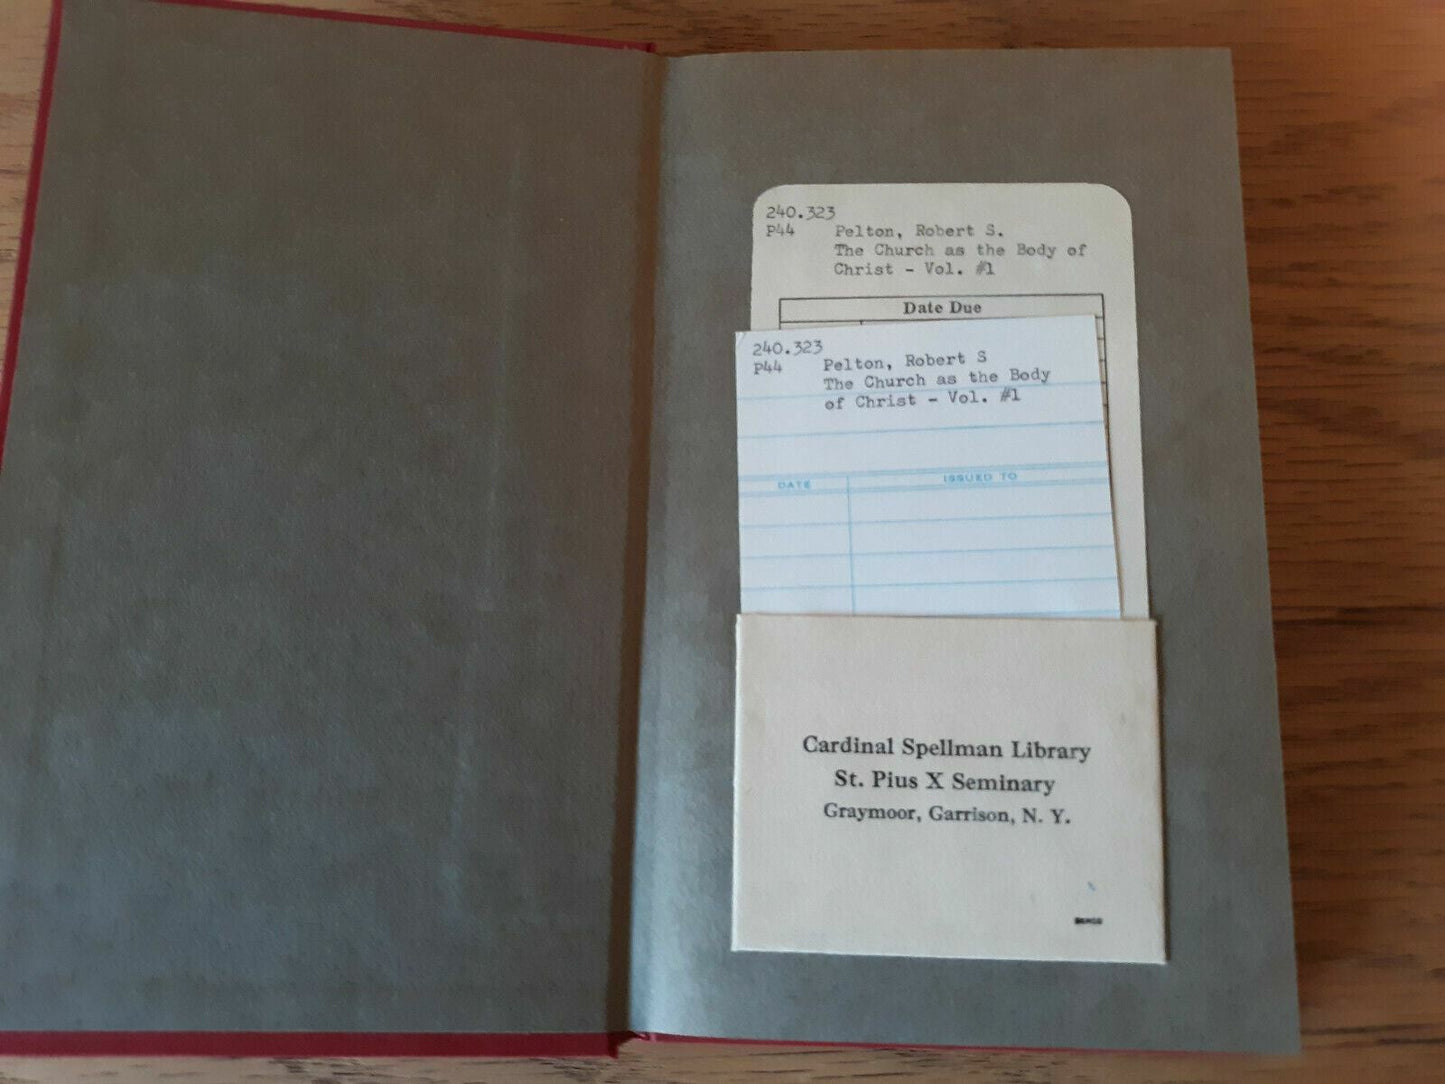 240.323
P44 Pelton, Robert S.
The Church as the Body of
Christ - Vol. #1
Date Due
240.323
P44 Pelton, Robert S
The Church as the Body
of Christ - Vol. #1
DATE ISSUED TO
Cardinal Spellman Library
St. Pius X Seminary
Graymoor, Garrison, N. Y.